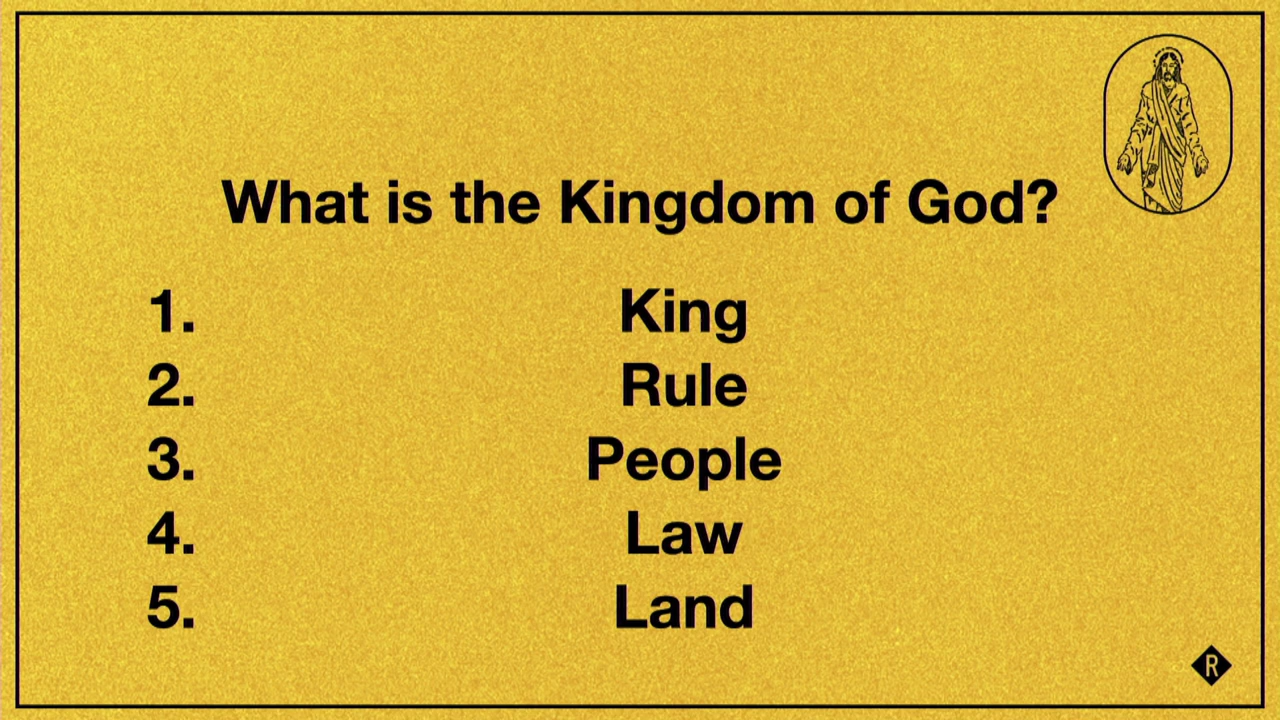 What is the Kingdom of God?
1. King
2. Rule
3. People
4. Law
5. Land
R